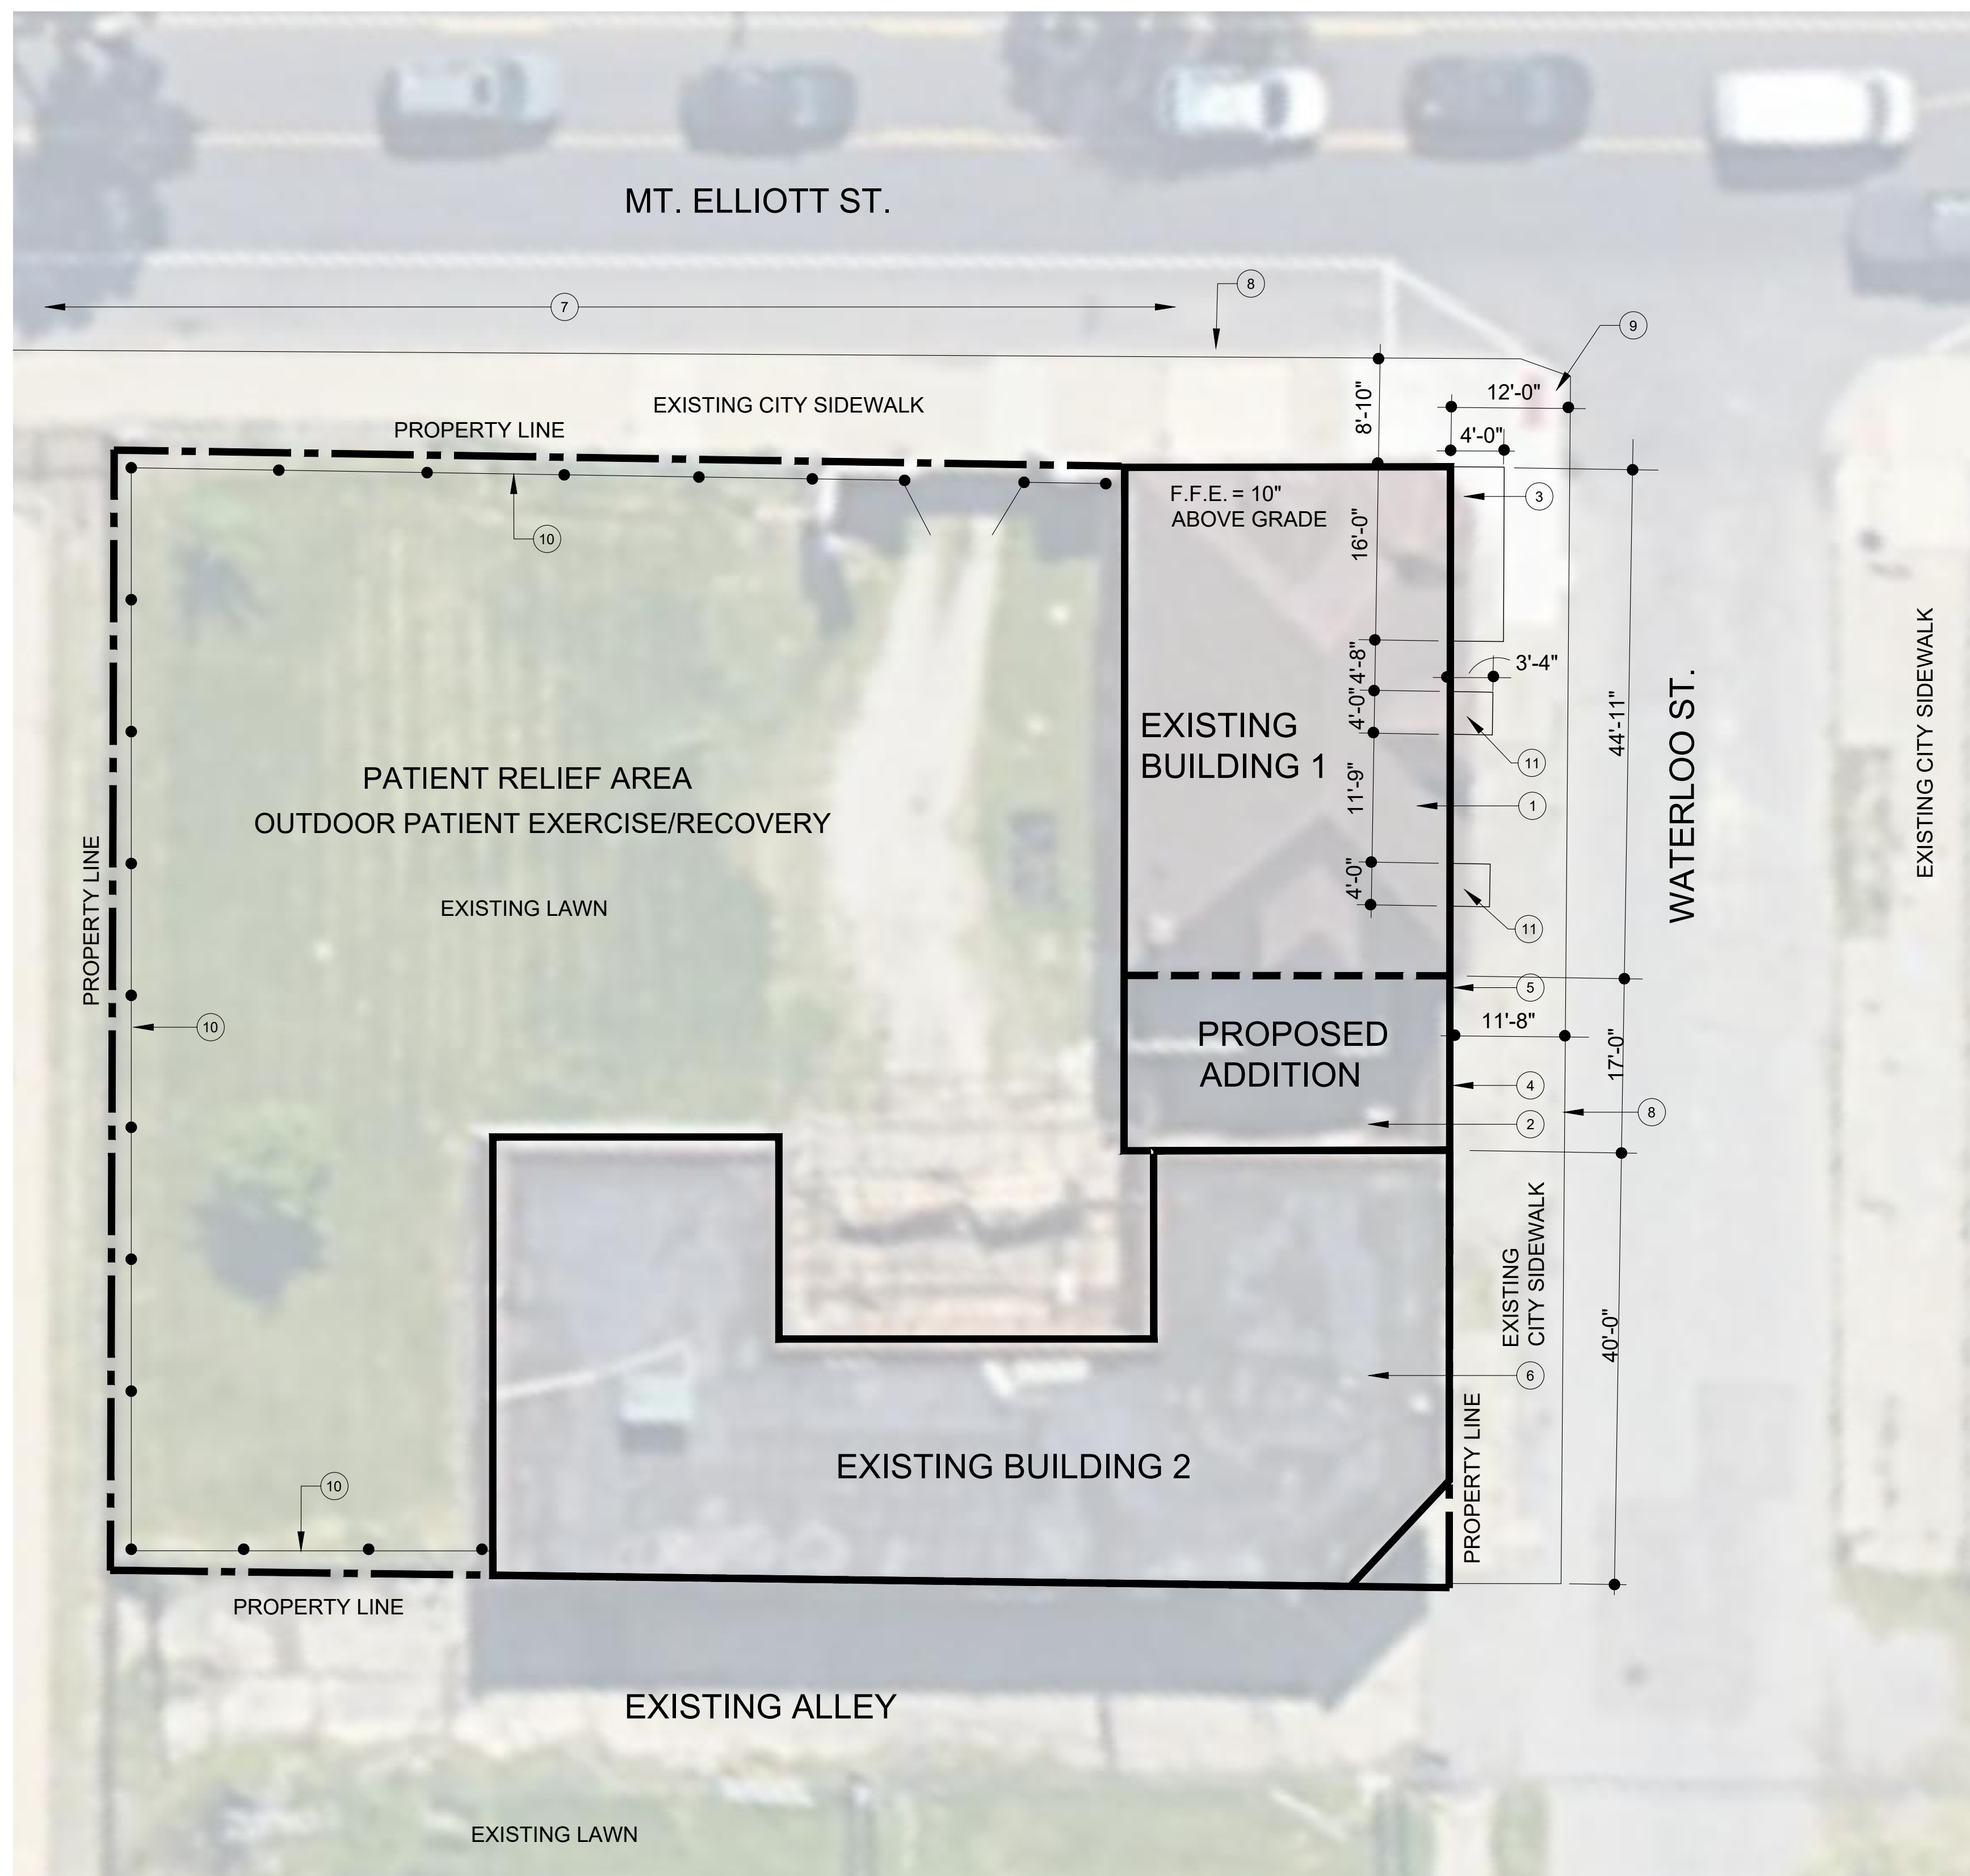 MT. ELLIOTT ST.
8
7
9
EXISTING CITY SIDEWALK
PROPERTY LINE
8'-10"
12'-0"
4'-0"
F.F.E. = 10"
ABOVE GRADE
3
10
16'-0"
4'-8"
3'-4"
4'-0"
EXISTING
BUILDING 1
11
44'-11"
WATERLOO ST.
EXISTING CITY SIDEWALK
PATIENT RELIEF AREA
OUTDOOR PATIENT EXERCISE/RECOVERY
11'-9"
1
PROPERTY LINE
EXISTING LAWN
4'-0"
11
5
10
PROPOSED
ADDITION
11'-8"
17'-0"
4
8
2
EXISTING
CITY SIDEWALK
40'-0"
6
EXISTING BUILDING 2
PROPERTY LINE
10
PROPERTY LINE
EXISTING ALLEY
EXISTING LAWN